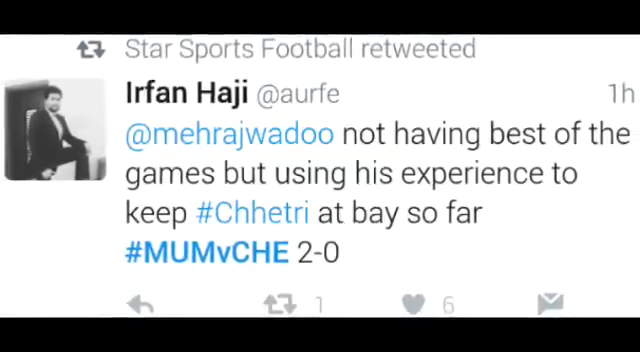 Star Sports Football retweeted
Irfan Haji @aurfe 1h
@mehrajwadoo not having best of the
games but using his experience to
keep #Chhetri at bay so far
#MUMvCHE 2-0
1 6